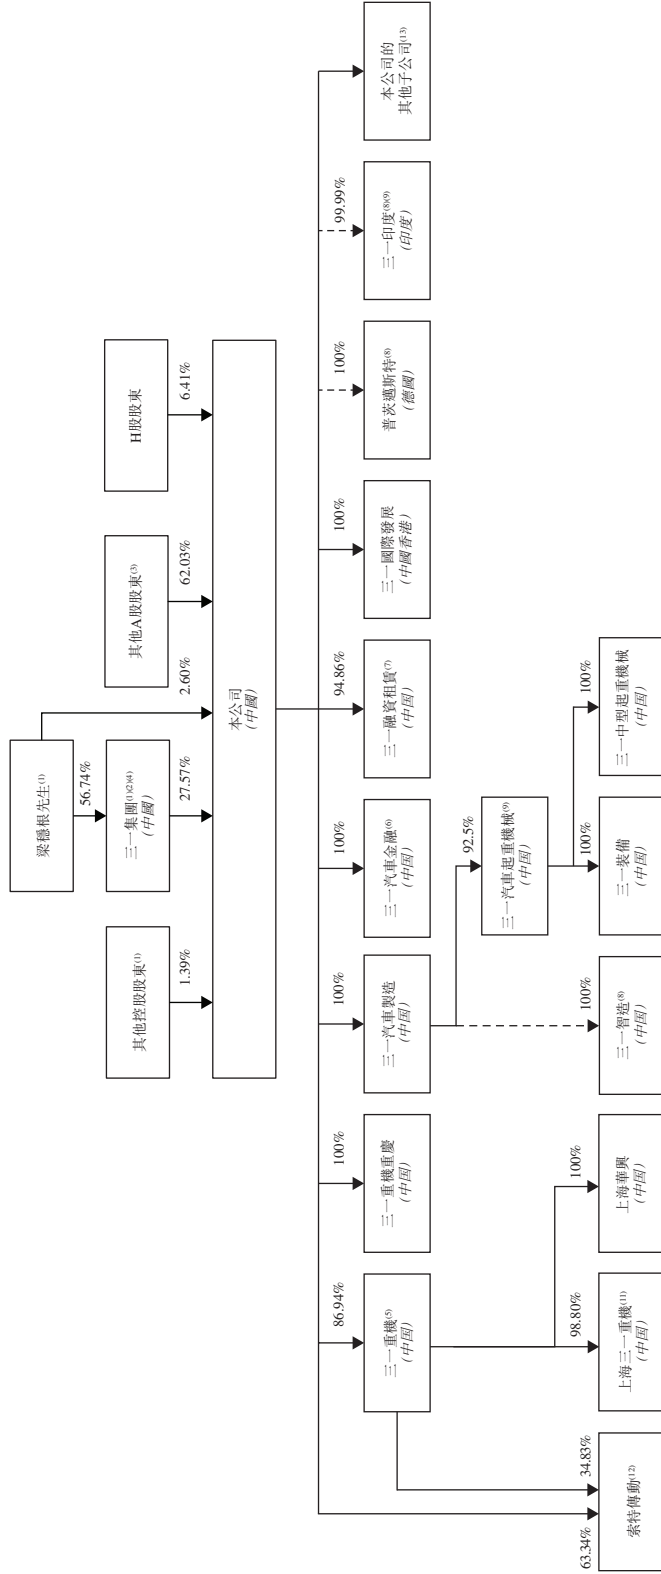 梁穩根先生(1)
56.74%
其他控股股東(1)
三一集團(1)(2)(4)
(中國)
其他A股股東(3)
H股股東
1.39%
27.57%
2.60%
62.03%
6.41%
本公司
(中國)
86.94%
100%
100%
100%
94.86%
100%
100%
99.99%
三一重機(5)
(中国)
三一重機重慶
(中国)
三一汽車製造
(中国)
三一汽車金融(6)
(中国)
三一融資租賃(7)
(中国)
三一國際發展
(中國香港)
普茨邁斯特(8)
(德國)
三一印度(8)(9)
(印度)
本公司的
其他子公司(13)
92.5%
三一汽車起重機械(9)
(中国)
63.34%
34.83%
98.80%
100%
100%
100%
100%
索特傳動(12)
上海三一重機(11)
(中国)
上海華興
(中国)
三一智造(8)
(中国)
三一裝備
(中国)
三一中型起重機械
(中国)